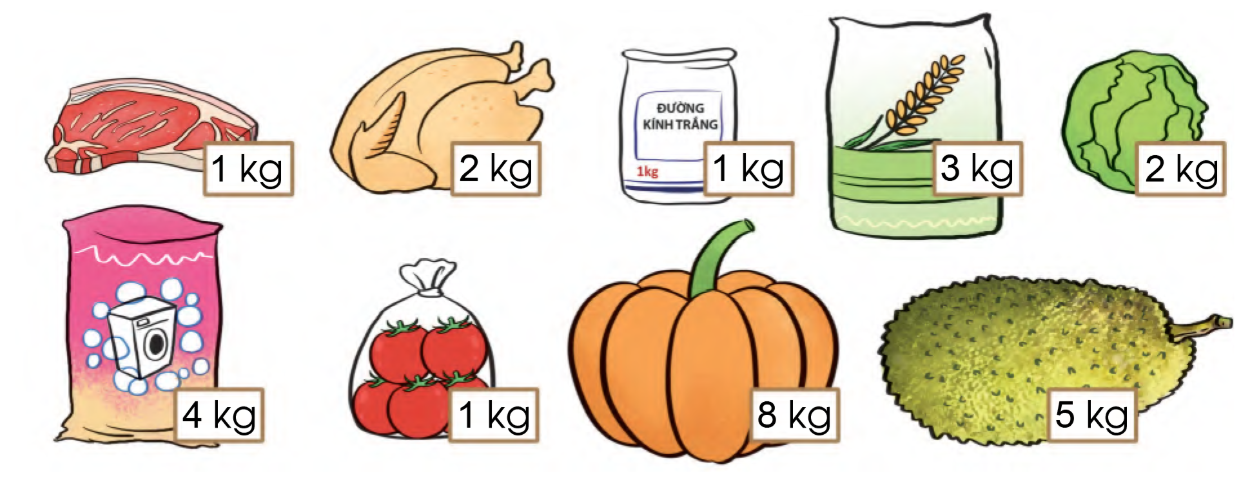 1 kg
2 kg
ĐƯỜNG
KÍNH TRẮNG
1kg
1 kg
3 kg
2 kg
4 kg
1 kg
8 kg
5 kg